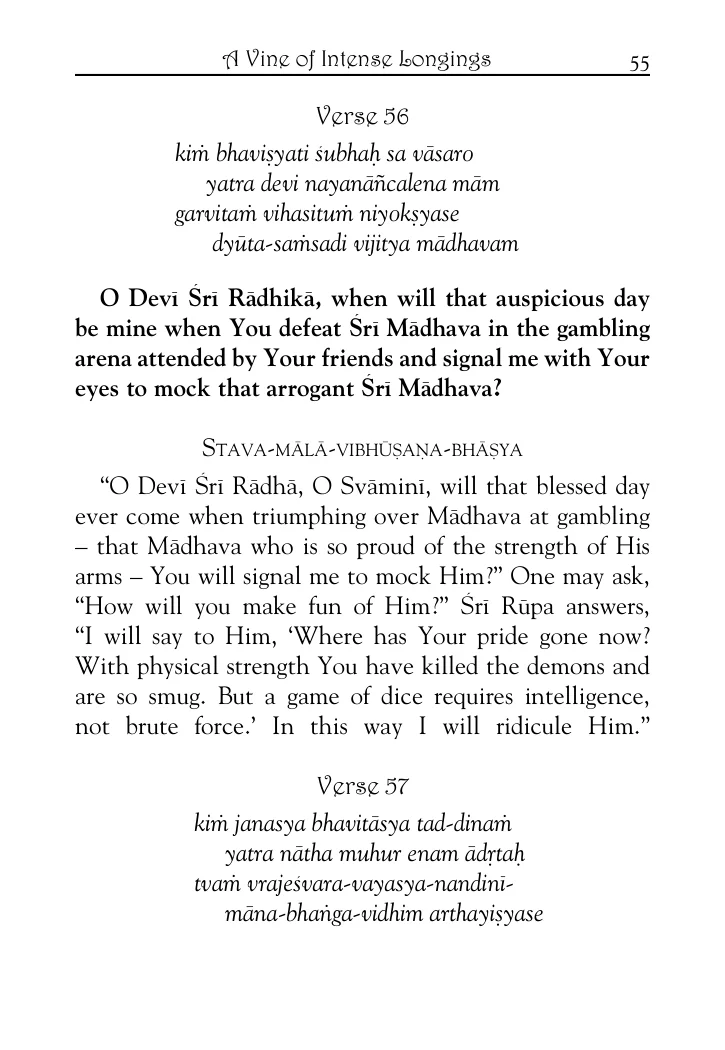 A Vine of Intense Longings 55
Verse 56
kiṁ bhaviṣyati śubhaḥ sa vāsaro
yatra devi nayanāñcalena mām
garvitaṁ vihasituṁ niyokṣyase
dyūta-saṁsadi vijitya mādhavam
O Devī Śrī Rādhikā, when will that auspicious day
be mine when You defeat Śrī Mādhava in the gambling
arena attended by Your friends and signal me with Your
eyes to mock that arrogant Śrī Mādhava?
Stava-mālā-vibhūṣaṇa-bhāṣya
“O Devī Śrī Rādhā, O Svāminī, will that blessed day
ever come when triumphing over Mādhava at gambling
– that Mādhava who is so proud of the strength of His
arms – You will signal me to mock Him?” One may ask,
“How will you make fun of Him?” Śrī Rūpa answers,
“I will say to Him, ‘Where has Your pride gone now?
With physical strength You have killed the demons and
are so smug. But a game of dice requires intelligence,
not brute force.’ In this way I will ridicule Him.”
Verse 57
kiṁ janasya bhavitāsya tad-dinaṁ
yatra nātha muhur enam ādṛtaḥ
tvaṁ vrajeśvara-vayasya-nandinī-
māna-bhaṅga-vidhim arthayiṣyase